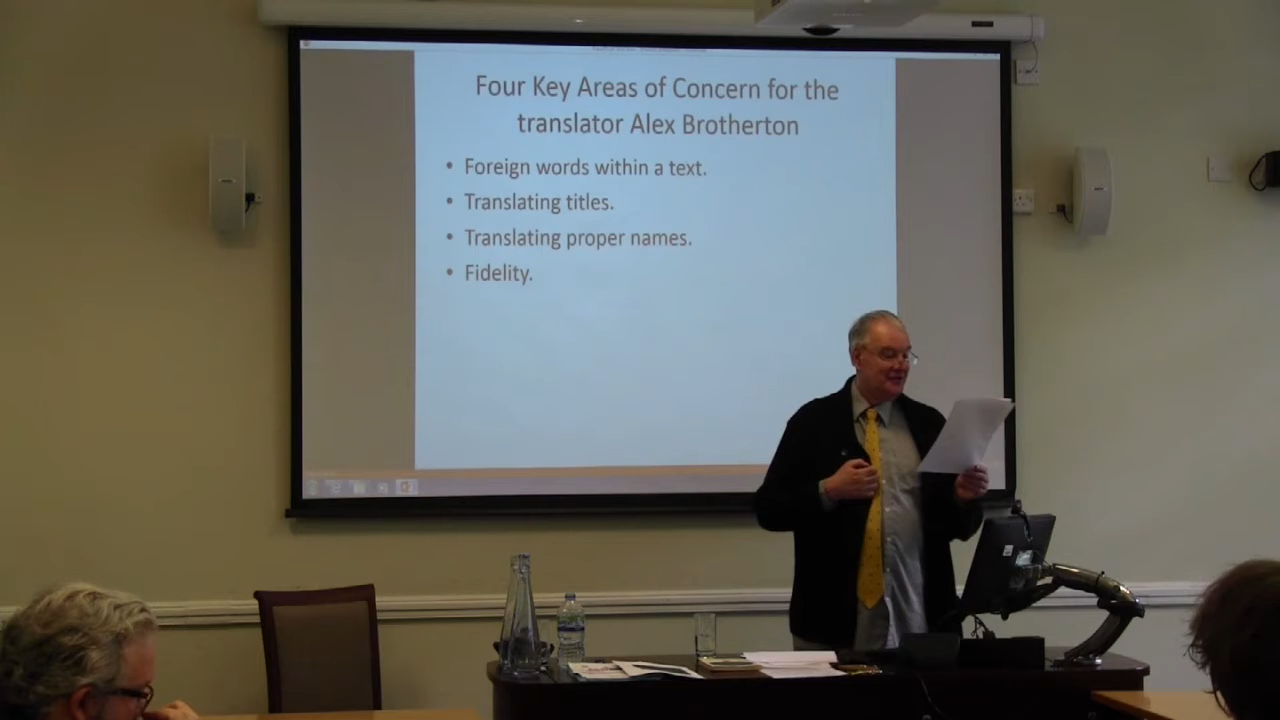 Four Key Areas of Concern for the
translator Alex Brotherton
• Foreign words within a text.
• Translating titles.
• Translating proper names.
• Fidelity.